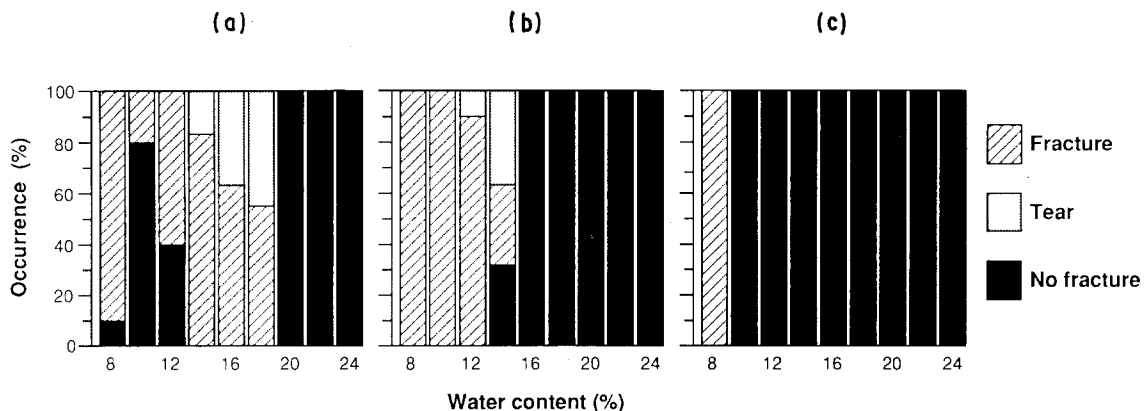 (a) (b) (c)
100
80
60
40
20
0
Occurrence (%)
8 12 16 20 24
8 12 16 20 24
8 12 16 20 24
Water content (%)
Fracture
Tear
No fracture